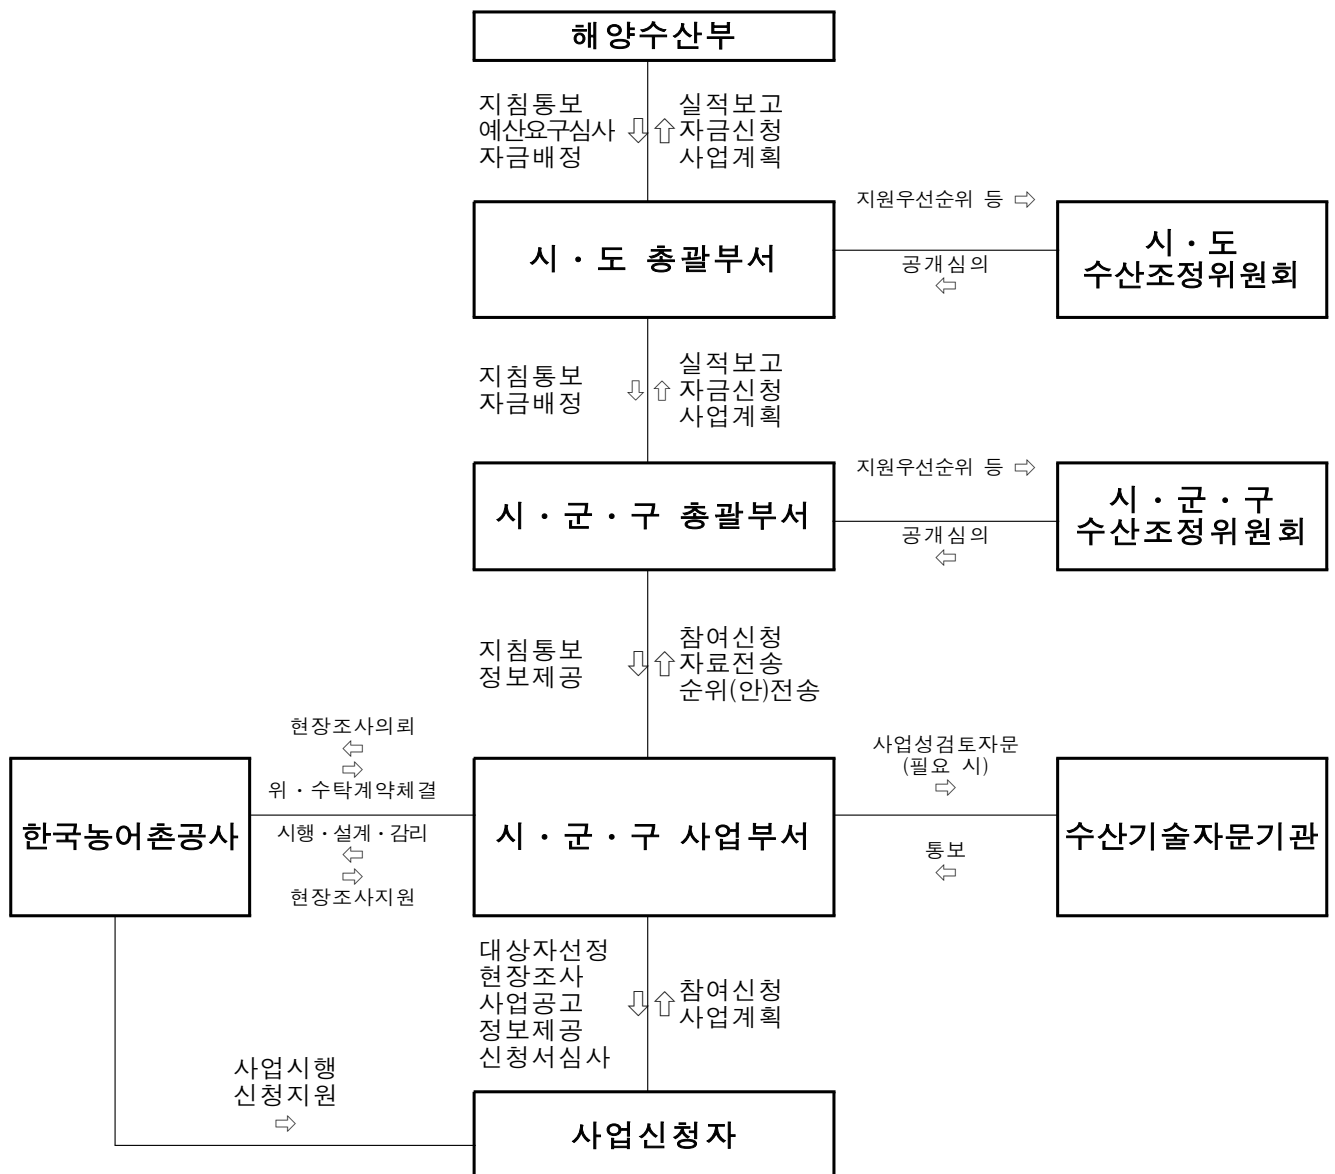 해양수산부
지침통보
예산요구심사
자금배정
⇩
⇧
실적보고
자금신청
사업계획
시·도 총괄부서
지원우선순위 등 ⇨
공개심의
⇦
시·도
수산조정위원회
지침통보
자금배정
⇩
⇧
실적보고
자금신청
사업계획
시·군·구 총괄부서
지원우선순위 등 ⇨
공개심의
⇦
시·군·구
수산조정위원회
지침통보
정보제공
⇩
⇧
참여신청
자료전송
순위(안)전송
한국농어촌공사
현장조사의뢰
⇦
⇨
위·수탁계약체결
시행·설계·감리
⇦
⇨
현장조사지원
시·군·구 사업부서
사업성검토자문
(필요 시)
⇨
통보
⇦
수산기술자문기관
대상자선정
현장조사
사업공고
정보제공
신청서심사
⇩
⇧
참여신청
사업계획
사업시행
신청지원
⇨
사업신청자